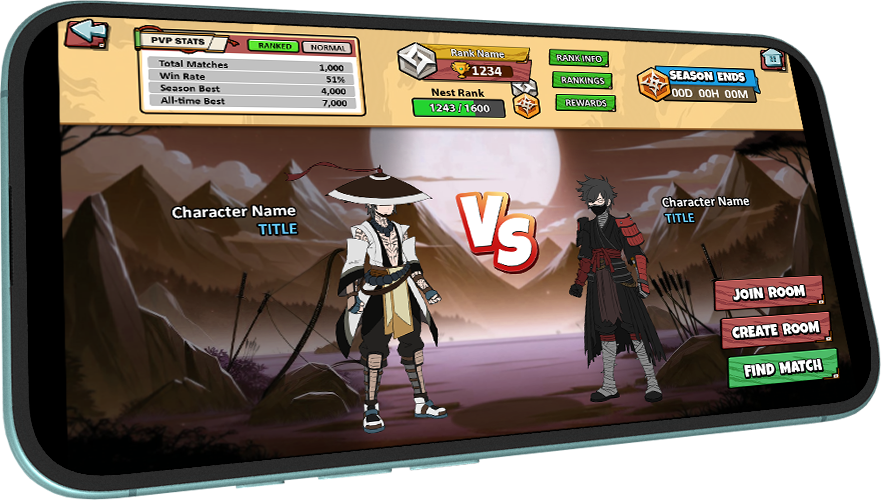 PVP STATS
RANKED
NORMAL
Total Matches 1,000
Win Rate 51%
Season Best 4,000
All-time Best 7,000
Rank Name
1234
Nest Rank
1243 / 1600
RANK INFO
RANKINGS
REWARDS
SEASON ENDS
00D 00H 00M
Character Name
TITLE
VS
Character Name
TITLE
JOIN ROOM
CREATE ROOM
FIND MATCH